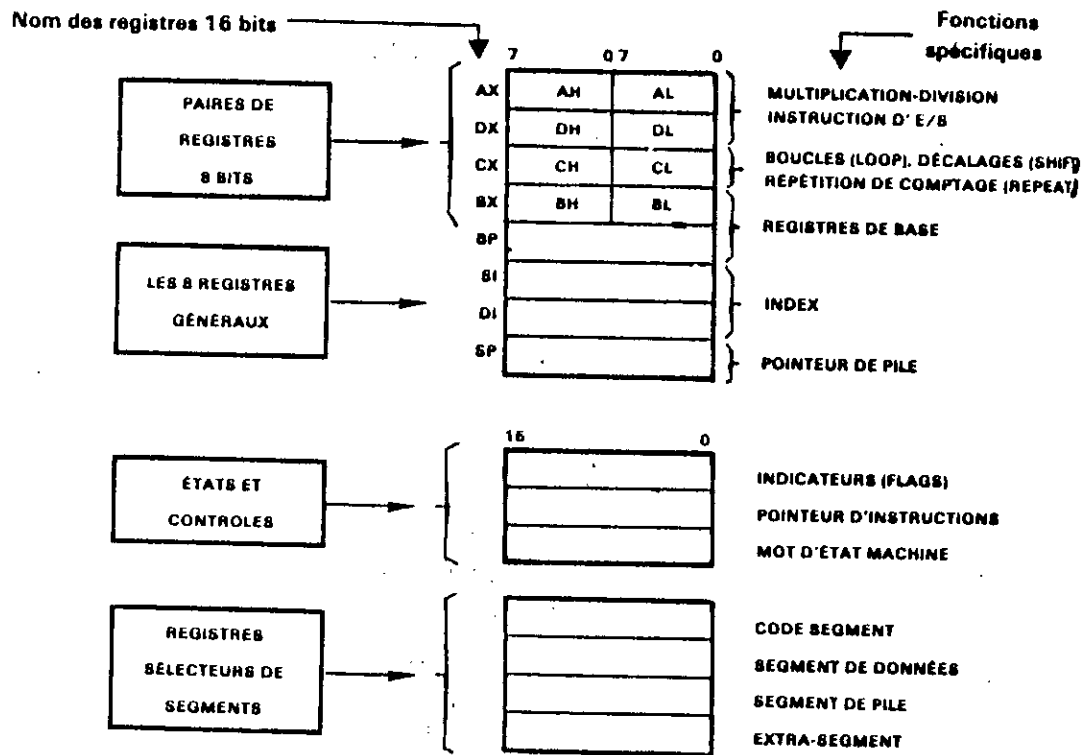 Nom des registres 16 bits
Fonctions
spécifiques
7 0 7 0
PAIRES DE
REGISTRES
8 BITS
AX AH AL
DX DH DL
CX CH CL
BX BH BL
BP
SI
DI
SP
MULTIPLICATION-DIVISION
INSTRUCTION D'E/S
BOUCLES (LOOP), DÉCALAGES (SHIF)
RÉPÉTITION DE COMPTAGE (REPEAT)
REGISTRES DE BASE
INDEX
POINTEUR DE PILE
LES 8 REGISTRES
GÉNÉRAUX
15 0
ÉTATS ET
CONTROLES
INDICATEURS (FLAGS)
POINTEUR D'INSTRUCTIONS
MOT D'ÉTAT MACHINE
REGISTRES
SÉLECTEURS DE
SEGMENTS
CODE SEGMENT
SEGMENT DE DONNÉES
SEGMENT DE PILE
EXTRA-SEGMENT